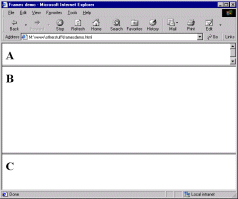 Frames demo - Microsoft Internet Explorer
File Edit View Favorites Tools Help
Back Stop Refresh Home Search Favorites History Mail Print Edit
Address Go Links
A
B
C
Done Local intranet